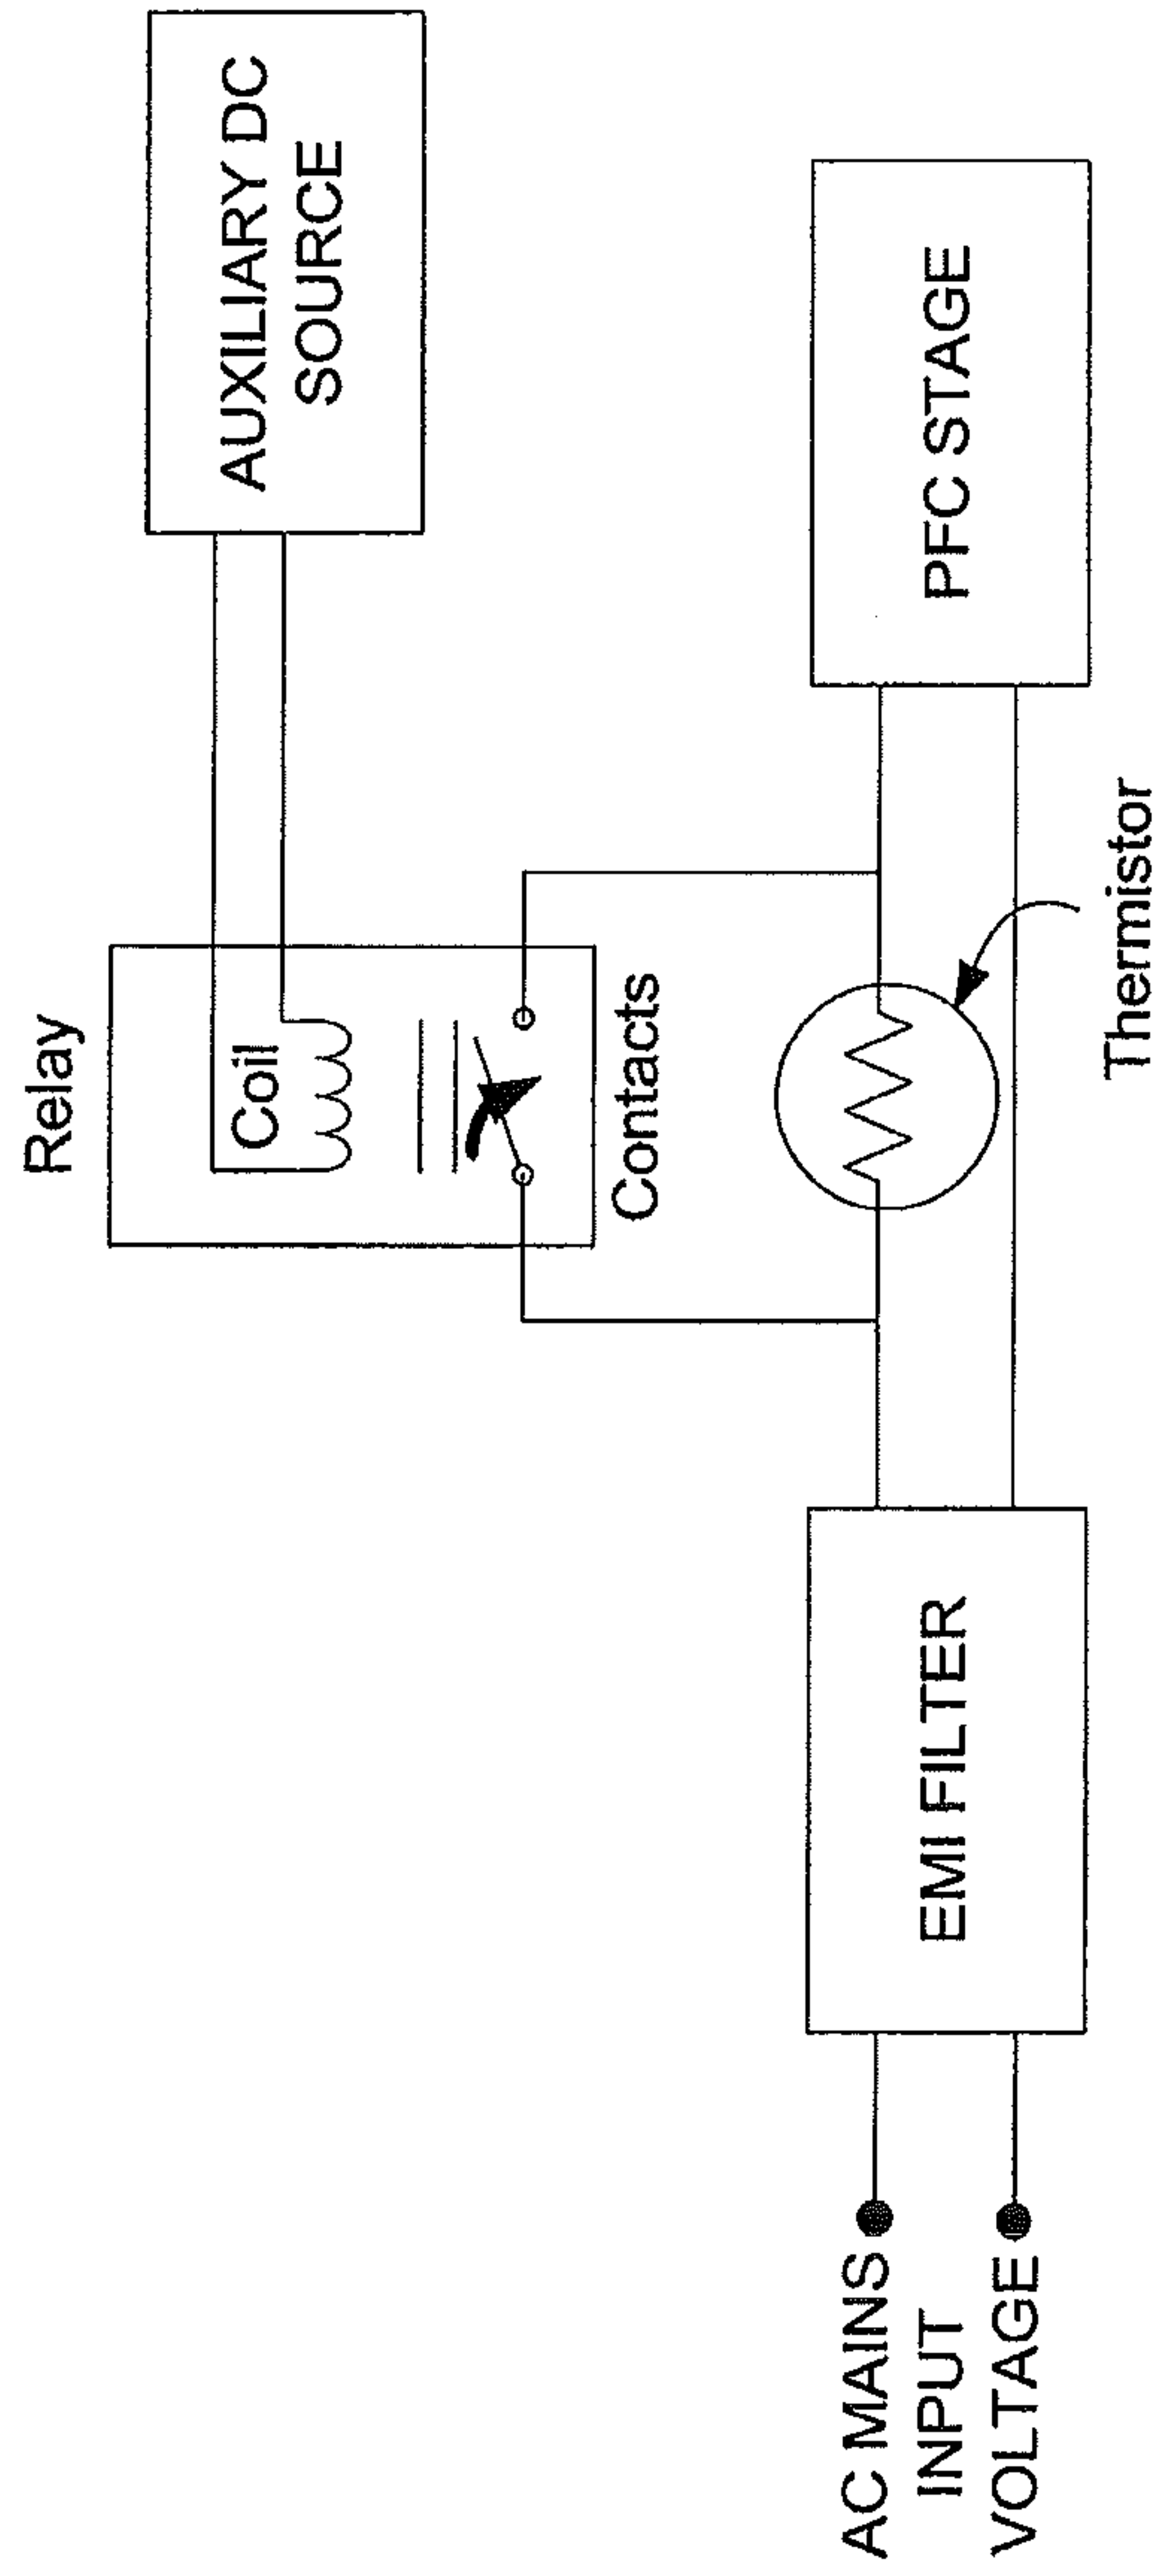 Relay
AUXILIARY DC
SOURCE
Coil
Contacts
AC MAINS
INPUT
VOLTAGE
EMI FILTER
PFC STAGE
Thermistor